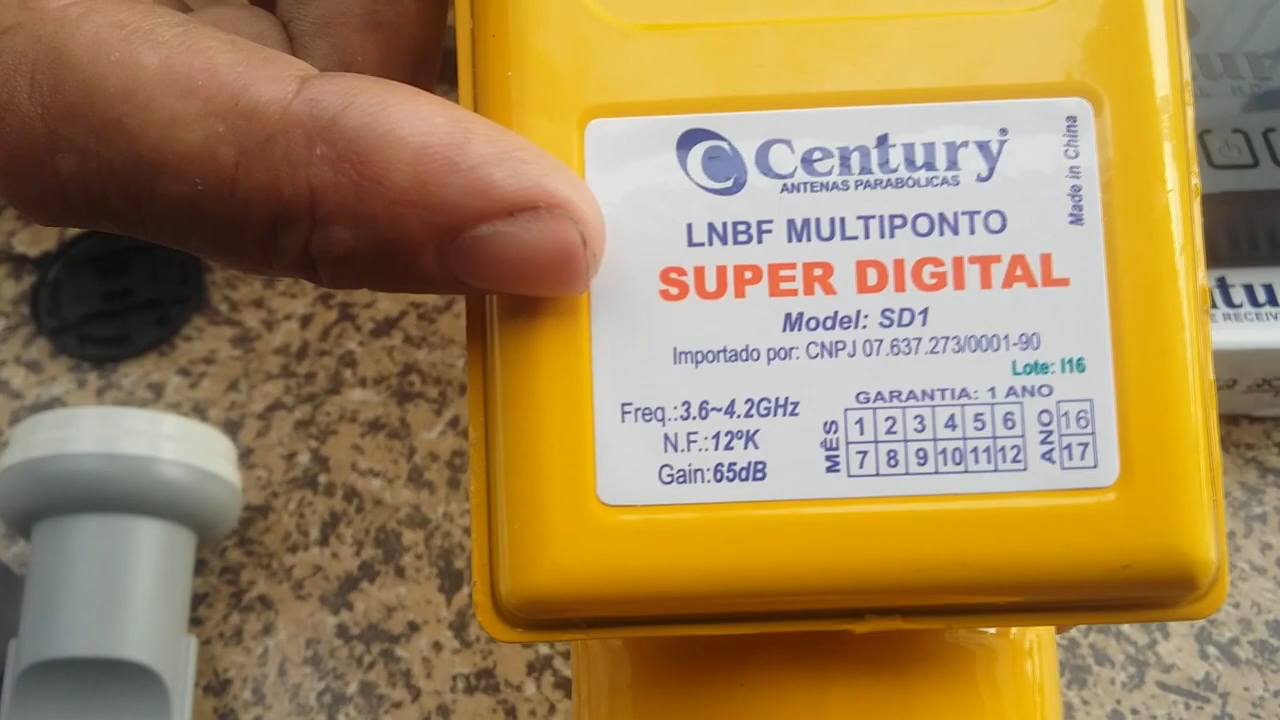 Century
ANTENAS PARABÓLICAS
Made in China
LNBF MULTIPONTO
SUPER DIGITAL
Model: SD1
Importado por: CNPJ 07.637.273/0001-90
Lote: I16
Freq.:3.6~4.2GHz
N.F.:12ºK
Gain:65dB
GARANTIA: 1 ANO
MÊS
1 2 3 4 5 6
7 8 9 10 11 12
ANO
16
17